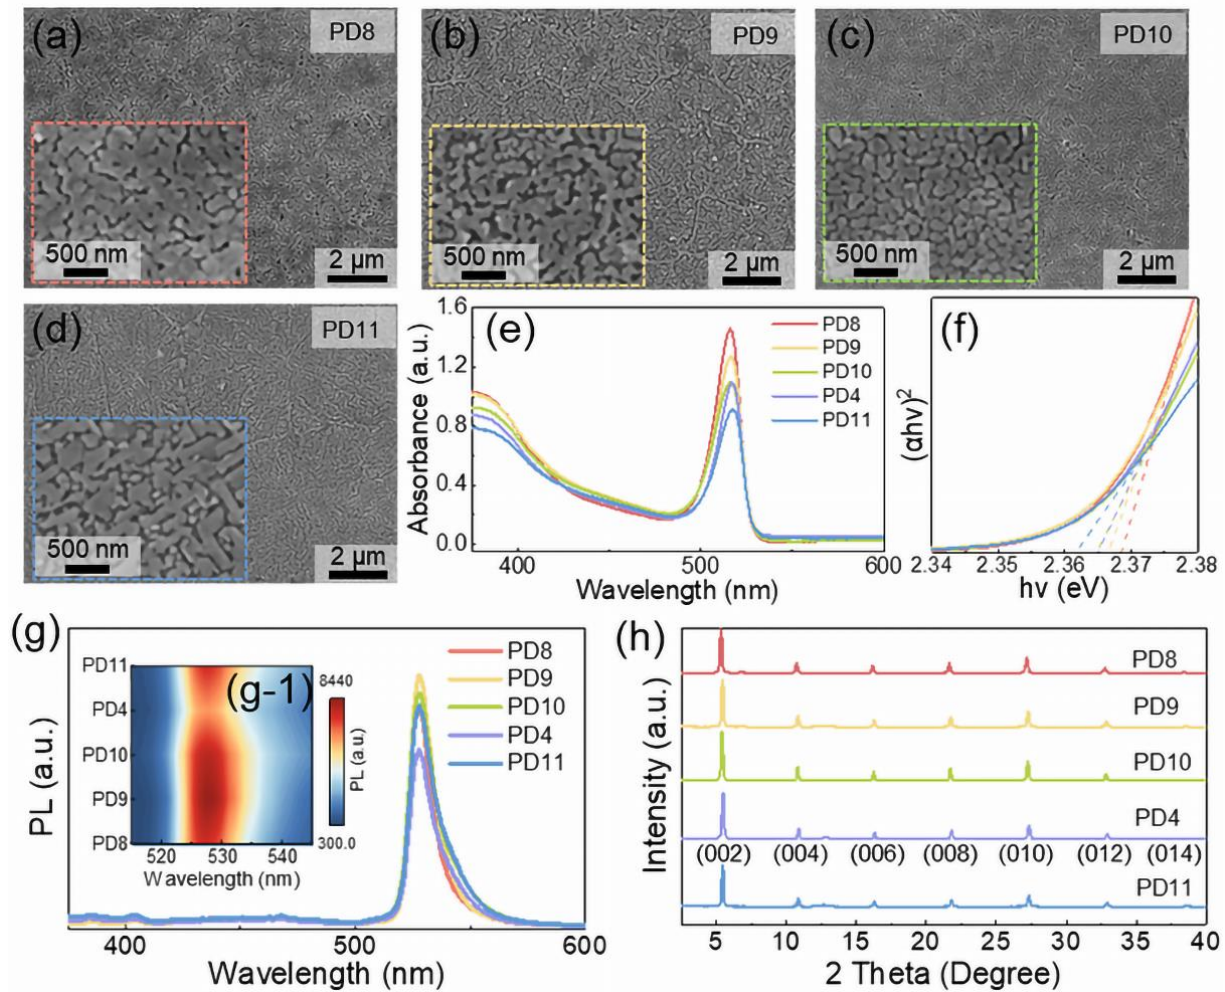 (a)
PD8
500 nm
2 µm
(b)
PD9
500 nm
2 µm
(c)
PD10
500 nm
2 µm
(d)
PD11
500 nm
2 µm
(e)
1.6
1.2
0.8
0.4
0.0
Absorbance (a.u.)
400
500
600
Wavelength (nm)
PD8
PD9
PD10
PD4
PD11
(f)
(αhν)²
2.34
2.35
2.36
2.37
2.38
hν (eV)
(g)
PL (a.u.)
400
500
600
Wavelength (nm)
PD8
PD9
PD10
PD4
PD11
(g-1)
PD11
PD4
PD10
PD9
PD8
520
530
540
Wavelength (nm)
8440
PL (a.u.)
300.0
(h)
Intensity (a.u.)
PD8
PD9
PD10
PD4
(002) (004) (006) (008) (010) (012) (014)
PD11
5 10 15 20 25 30 35 40
2 Theta (Degree)